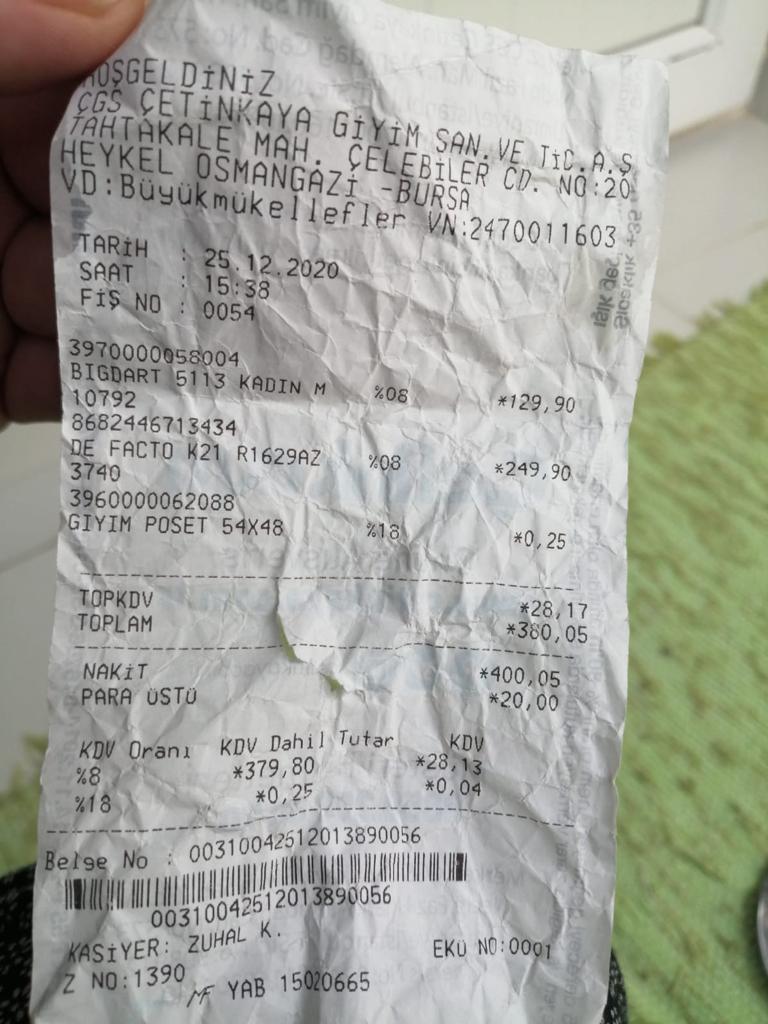 HOŞGELDİNİZ
ÇGS ÇETİNKAYA GİYİM SAN.VE TİC.A.Ş
TAHTAKALE MAH. ÇELEBİLER CD. NO:20
HEYKEL OSMANGAZİ -BURSA
VD:Büyükmükellefler VN:2470011603
TARİH : 25.12.2020
SAAT : 15:38
FİŞ NO : 0054
3970000058004
BIGDART 5113 KADIN M %08 *129,90
10792
8682446713434
DE FACTO K21 R1629AZ %08 *249,90
3740
3960000062088
GIYIM POSET 54X48 %18 *0,25
TOPKDV *28,17
TOPLAM *380,05
NAKİT *400,05
PARA ÜSTÜ *20,00
KDV Oranı KDV Dahil Tutar KDV
%8 *379,80 *28,13
%18 *0,25 *0,04
Belge No : 00310042512013890056
00310042512013890056
KASİYER: ZUHAL K.
Z NO:1390 EKÜ NO:0001
MF YAB 15020665